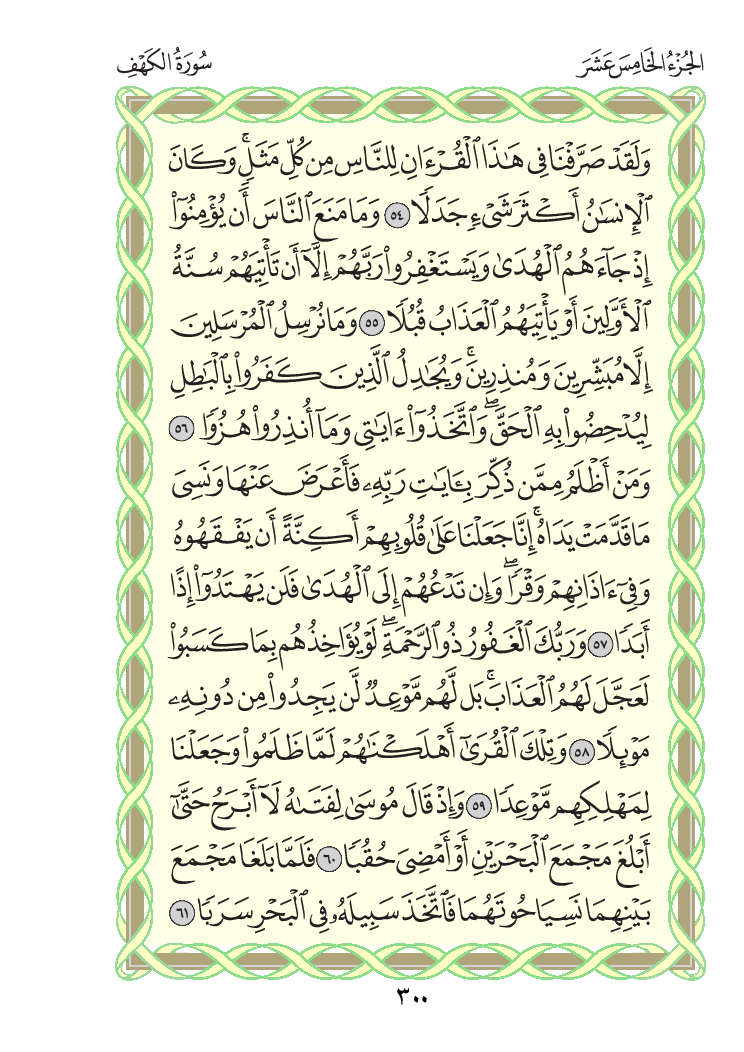 الجُزْءُ الخَامِسَ عَشَرَ
سُورَةُ الكَهْفِ
وَلَقَدۡ صَرَّفۡنَا فِي هَٰذَا ٱلۡقُرۡءَانِ لِلنَّاسِ مِن كُلِّ مَثَلٖۚ وَكَانَ
ٱلۡإِنسَٰنُ أَكۡثَرَ شَيۡءٖ جَدَلٗا ٥٤ وَمَا مَنَعَ ٱلنَّاسَ أَن يُؤۡمِنُوٓاْ
إِذۡ جَآءَهُمُ ٱلۡهُدَىٰ وَيَسۡتَغۡفِرُواْ رَبَّهُمۡ إِلَّآ أَن تَأۡتِيَهُمۡ سُنَّةُ
ٱلۡأَوَّلِينَ أَوۡ يَأۡتِيَهُمُ ٱلۡعَذَابُ قُبُلٗا ٥٥ وَمَا نُرۡسِلُ ٱلۡمُرۡسَلِينَ
إِلَّا مُبَشِّرِينَ وَمُنذِرِينَۚ وَيُجَٰدِلُ ٱلَّذِينَ كَفَرُواْ بِٱلۡبَٰطِلِ
لِيُدۡحِضُواْ بِهِ ٱلۡحَقَّۖ وَٱتَّخَذُوٓاْ ءَايَٰتِي وَمَآ أُنذِرُواْ هُزُوٗا ٥٦
وَمَنۡ أَظۡلَمُ مِمَّن ذُكِّرَ بِـَٔايَٰتِ رَبِّهِۦ فَأَعۡرَضَ عَنۡهَا وَنَسِيَ
مَا قَدَّمَتۡ يَدَاهُۚ إِنَّا جَعَلۡنَا عَلَىٰ قُلُوبِهِمۡ أَكِنَّةً أَن يَفۡقَهُوهُ
وَفِيٓ ءَاذَانِهِمۡ وَقۡرٗاۖ وَإِن تَدۡعُهُمۡ إِلَى ٱلۡهُدَىٰ فَلَن يَهۡتَدُوٓاْ إِذًا
أَبَدٗا ٥٧ وَرَبُّكَ ٱلۡغَفُورُ ذُو ٱلرَّحۡمَةِۖ لَوۡ يُؤَاخِذُهُم بِمَا كَسَبُواْ
لَعَجَّلَ لَهُمُ ٱلۡعَذَابَۚ بَل لَّهُم مَّوۡعِدٞ لَّن يَجِدُواْ مِن دُونِهِۦ
مَوۡئِلٗا ٥٨ وَتِلۡكَ ٱلۡقُرَىٰٓ أَهۡلَكۡنَٰهُمۡ لَمَّا ظَلَمُواْ وَجَعَلۡنَا
لِمَهۡلِكِهِم مَّوۡعِدٗا ٥٩ وَإِذۡ قَالَ مُوسَىٰ لِفَتَىٰهُ لَآ أَبۡرَحُ حَتَّىٰٓ
أَبۡلُغَ مَجۡمَعَ ٱلۡبَحۡرَيۡنِ أَوۡ أَمۡضِيَ حُقُبٗا ٦٠ فَلَمَّا بَلَغَا مَجۡمَعَ
بَيۡنِهِمَا نَسِيَا حُوتَهُمَا فَٱتَّخَذَ سَبِيلَهُۥ فِي ٱلۡبَحۡرِ سَرَبٗا ٦١
٣٠٠